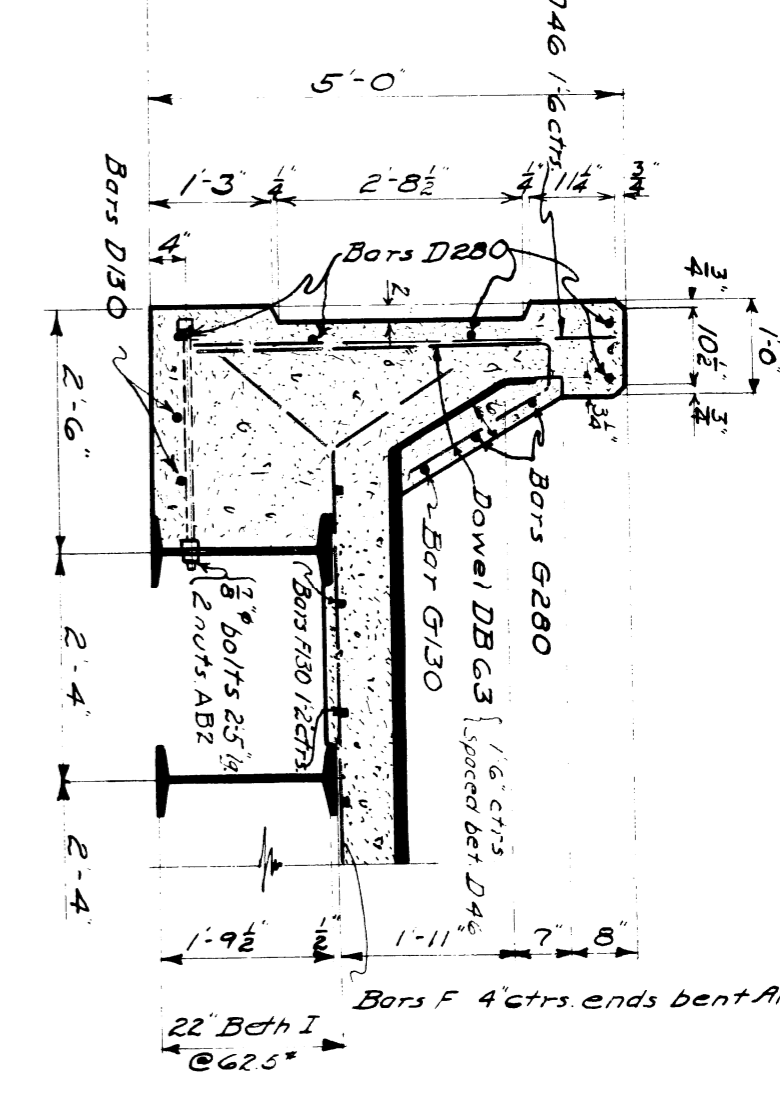 D46 1'-6 ctrs.
5'-0"
1'-3"
1/4"
2'-8 1/2"
1/4"
11 1/4"
3/4"
Bars D130
4"
Bars D280
2"
3/4"
10 1/2"
1'-0"
3/4"
2'-6"
6"
3 1/4"
Bars G280
Dowel DB63 { 1'6" ctrs
spaced bet. D46
Bar G130
Bars F130 1'-2"ctrs.
7/8"φ bolts 2'-5"lg.
2 nuts. AB2
2'-4"
2'-4"
1'-9 1/2"
1/2"
1'-11"
7"
8"
Bars F 4"ctrs. ends bent
22" Beth I
@ 62.5#